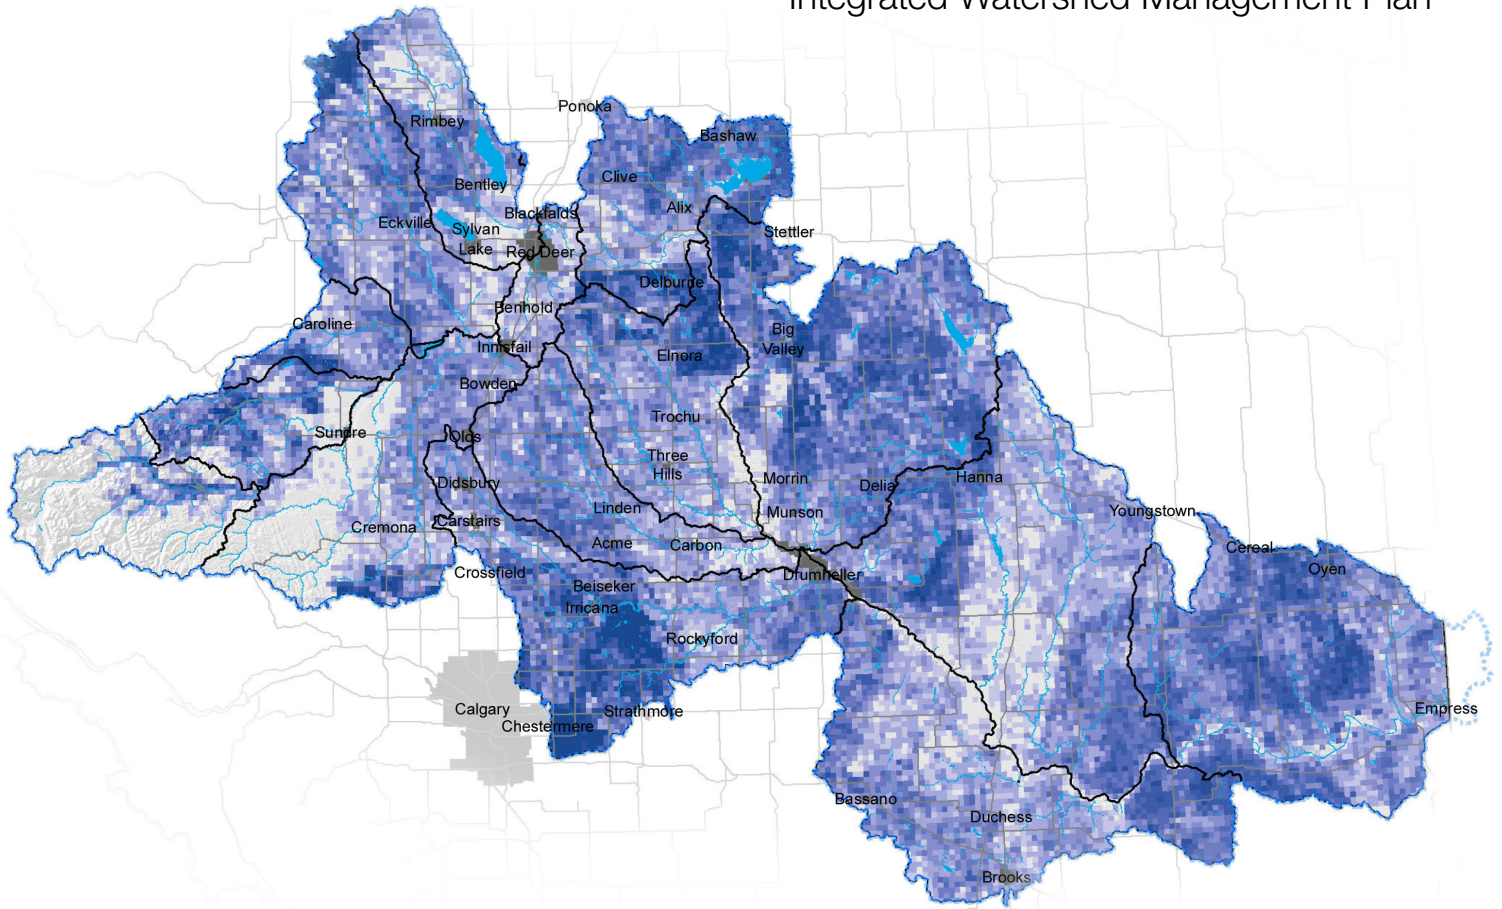 Integrated Watershed Management Plan
Ponoka
Rimbey
Bashaw
Clive
Bentley
Alix
Blackfalds
Eckville
Sylvan
Lake
Stettler
Red Deer
Delburne
Penhold
Caroline
Big
Valley
Innisfail
Elnora
Bowden
Trochu
Sundre
Olds
Three
Hills
Didsbury
Morrin
Delia
Hanna
Linden
Munson
Youngstown
Carstairs
Cremona
Acme
Carbon
Cereal
Oyen
Crossfield
Drumheller
Beiseker
Irricana
Rockyford
Calgary
Strathmore
Empress
Chestermere
Bassano
Duchess
Brooks